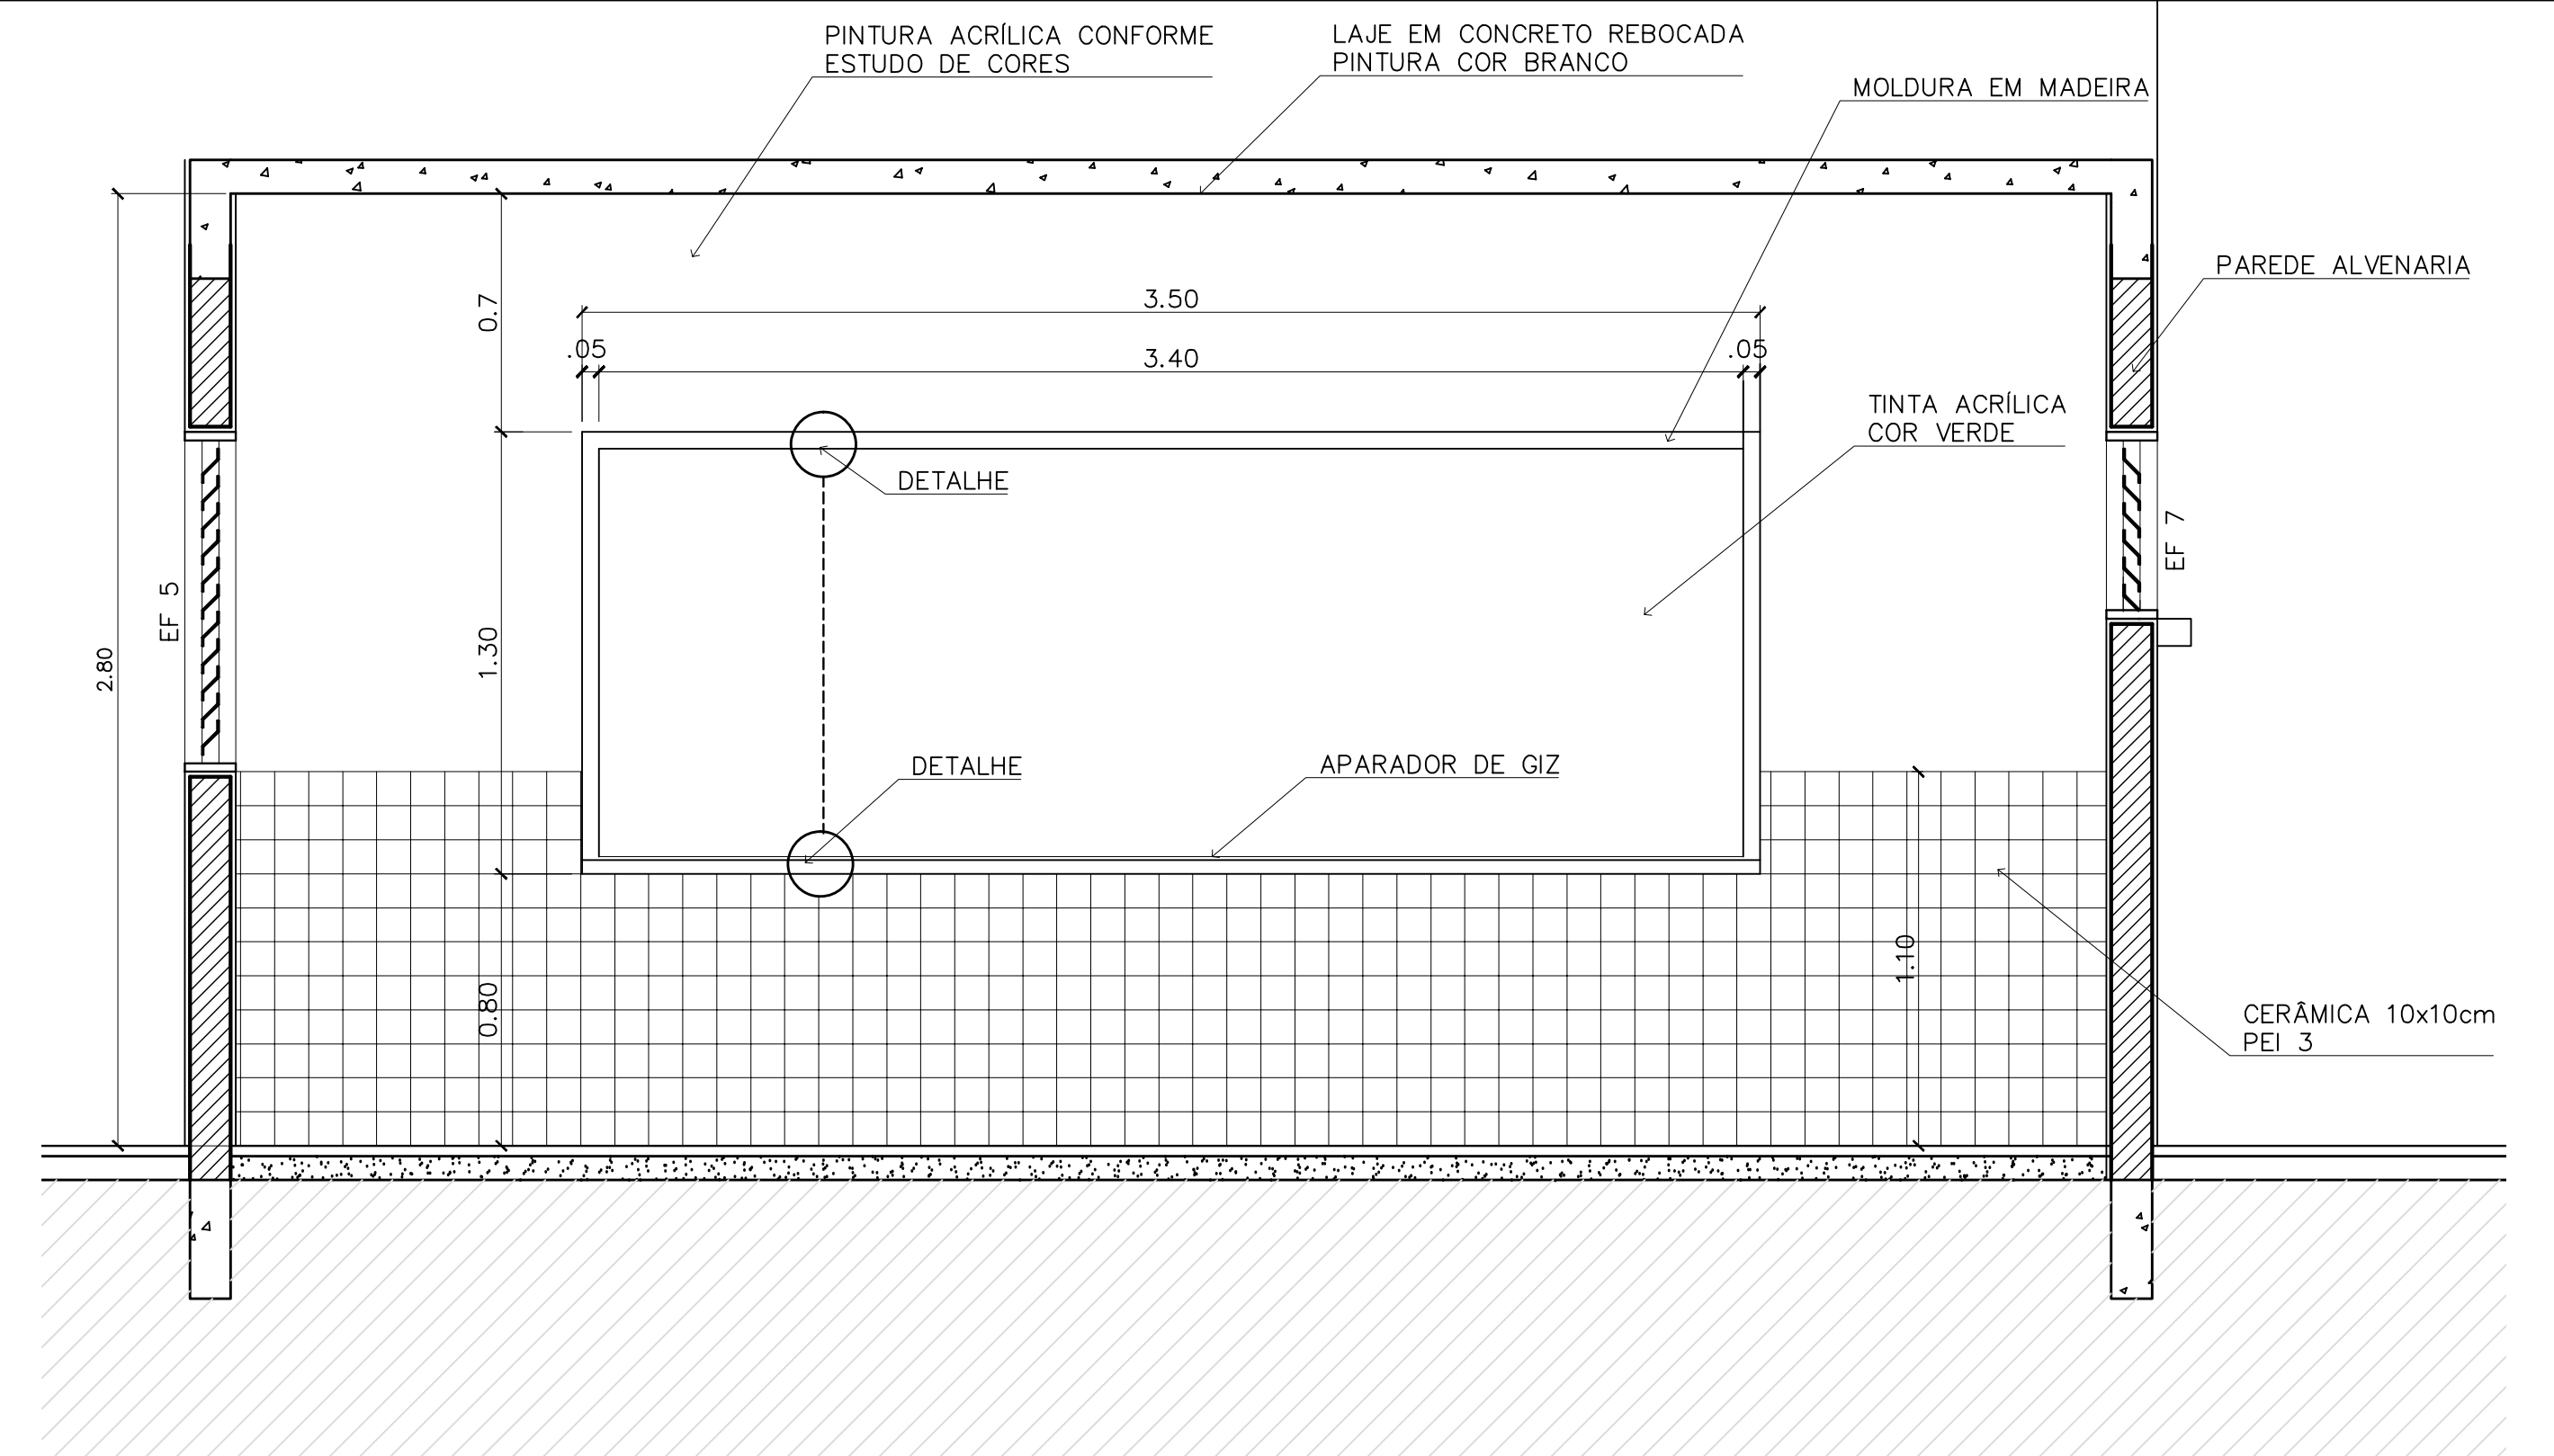 PINTURA ACRÍLICA CONFORME
ESTUDO DE CORES
LAJE EM CONCRETO REBOCADA
PINTURA COR BRANCO
MOLDURA EM MADEIRA
PAREDE ALVENARIA
3.50
0.7
.05
3.40
.05
TINTA ACRÍLICA
COR VERDE
DETALHE
EF 7
EF 5
1.30
2.80
DETALHE
APARADOR DE GIZ
1.10
0.80
CERÂMICA 10x10cm
PEI 3